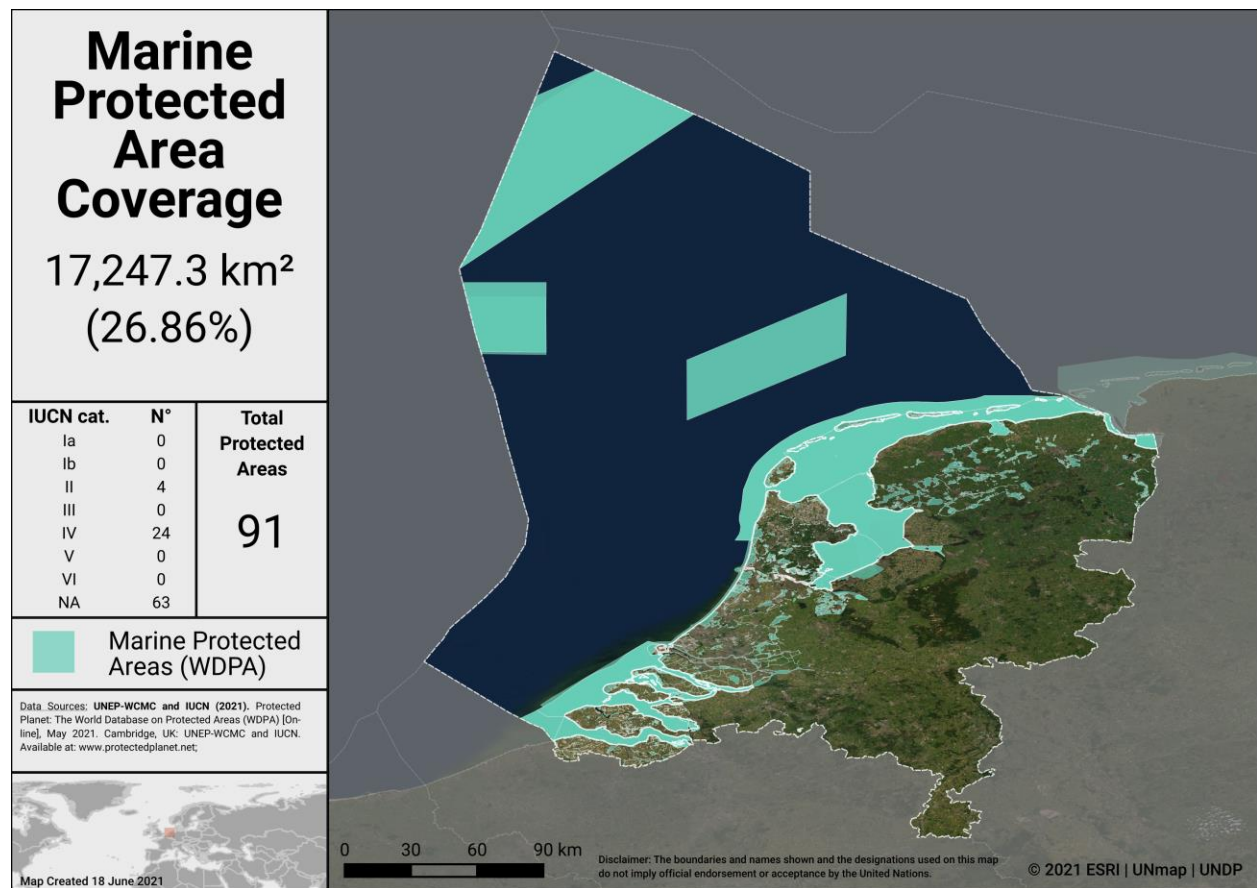 Marine
Protected
Area
Coverage
17,247.3 km²
(26.86%)
IUCN cat. N°
Ia 0
Ib 0
II 4
III 0
IV 24
V 0
VI 0
NA 63
Total
Protected
Areas
91
Marine Protected
Areas (WDPA)
Data Sources: UNEP-WCMC and IUCN (2021). Protected
Planet: The World Database on Protected Areas (WDPA) [On-
line], May 2021. Cambridge, UK: UNEP-WCMC and IUCN.
Available at: www.protectedplanet.net;
Map Created 18 June 2021
0 30 60 90 km
Disclaimer: The boundaries and names shown and the designations used on this map
do not imply official endorsement or acceptance by the United Nations.
© 2021 ESRI | UNmap | UNDP